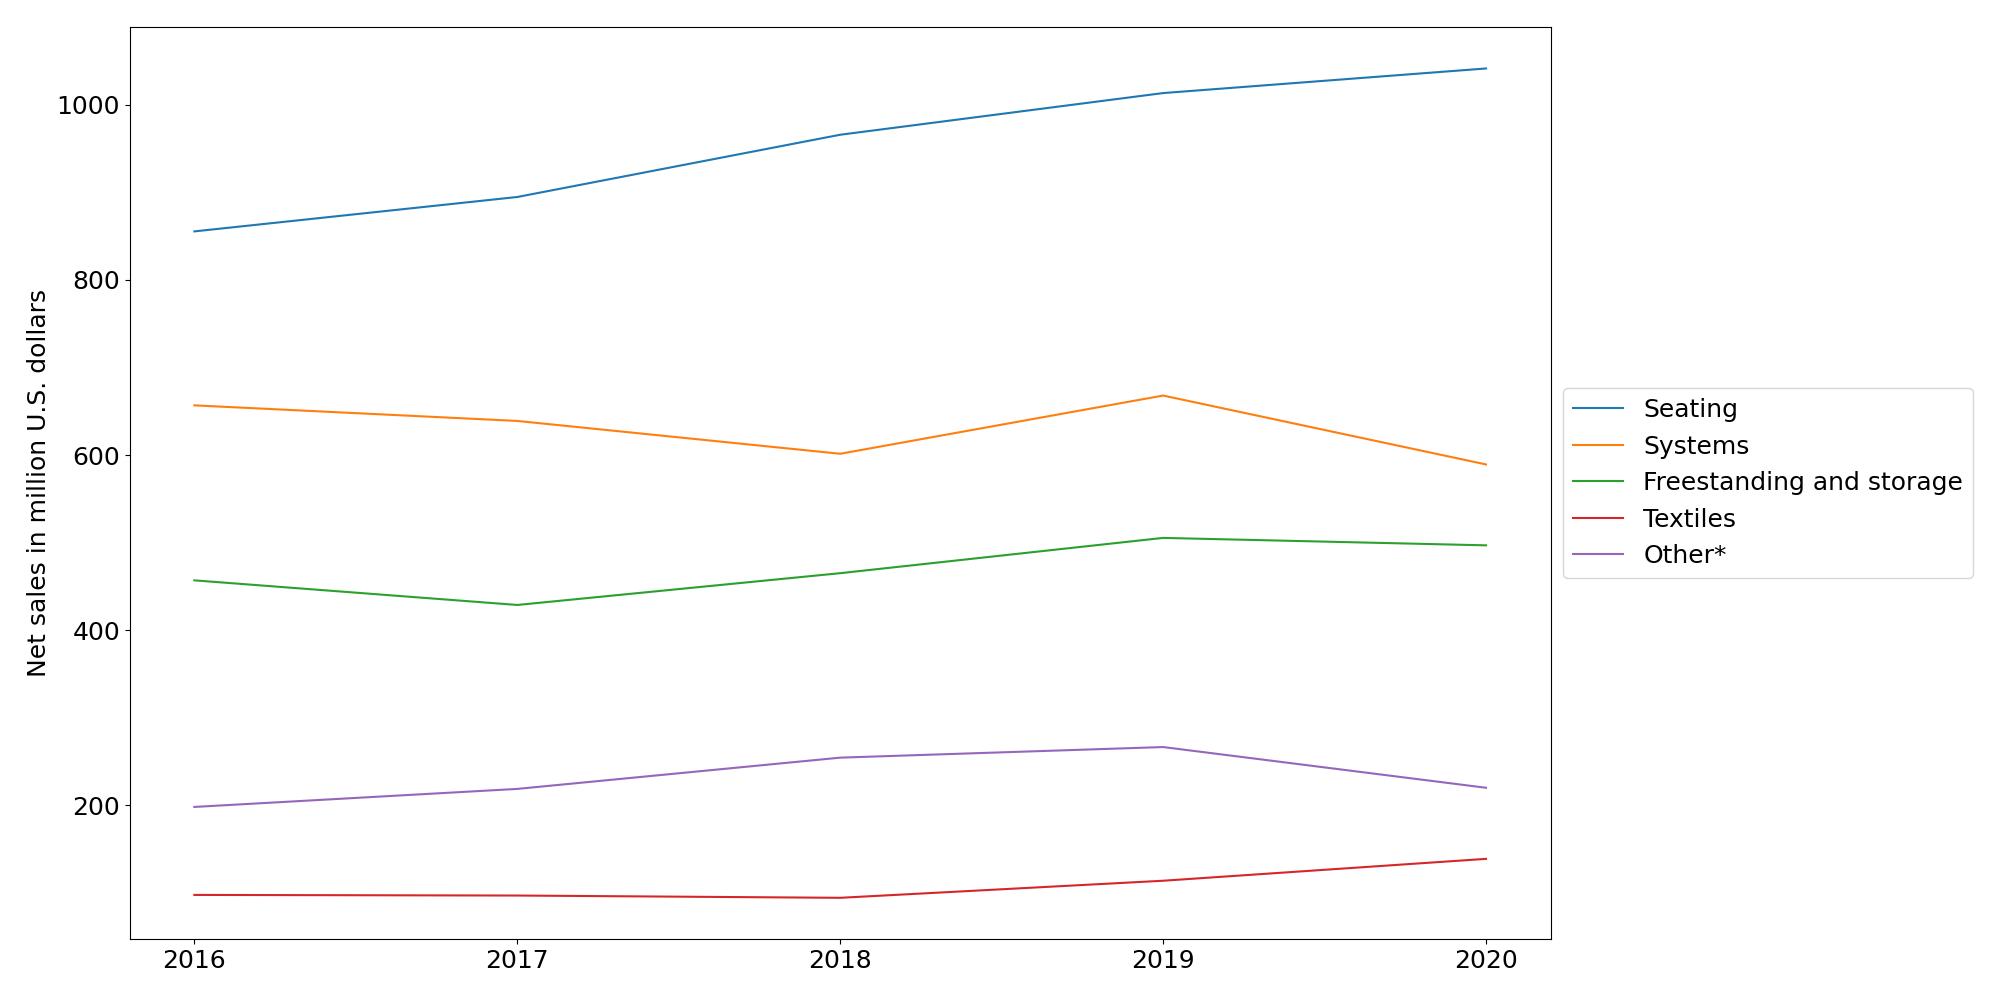 Net sales in million U.S. dollars
1000
800
600
400
200
2016 2017 2018 2019 2020
Seating
Systems
Freestanding and storage
Textiles
Other*